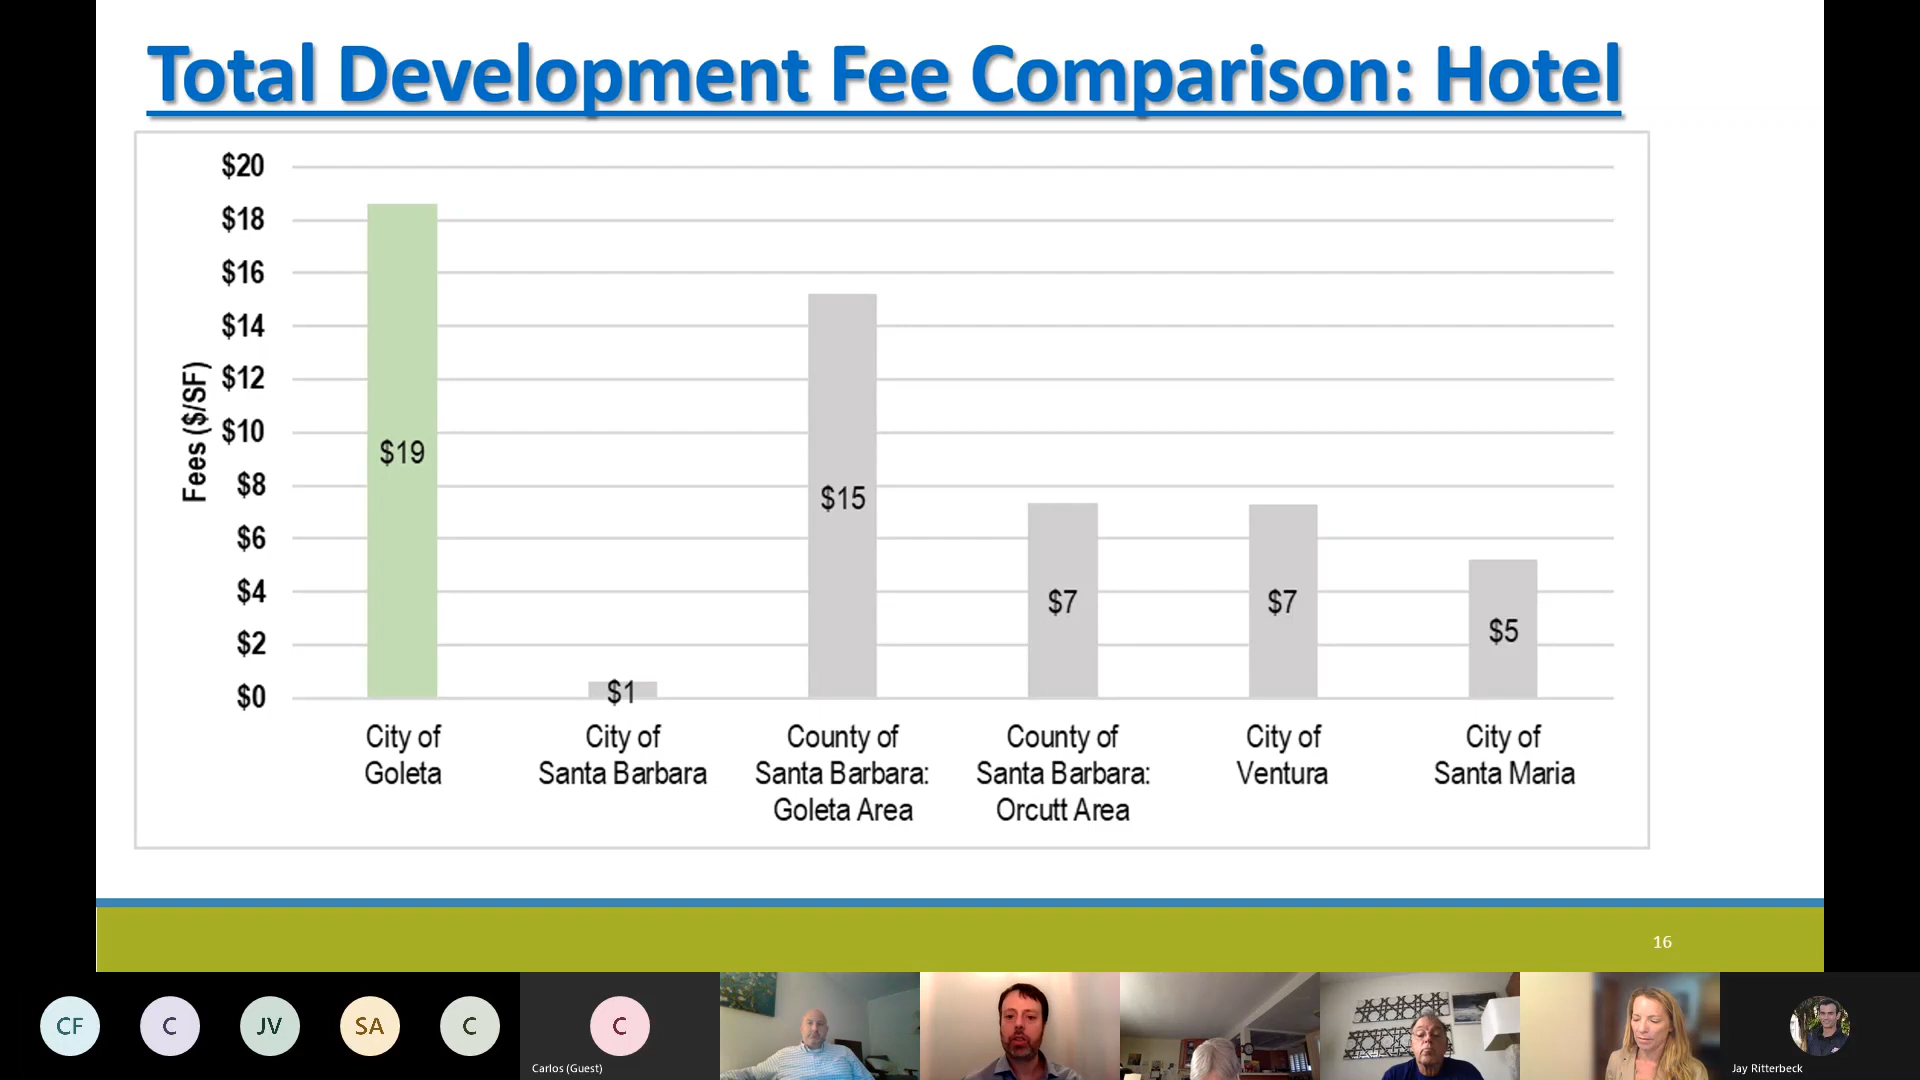 Total Development Fee Comparison: Hotel
$20
$18
$16
$14
$12
$10
$8
$6
$4
$2
$0
Fees ($/SF)
$19
$1
$15
$7
$7
$5
City of
Goleta
City of
Santa Barbara
County of
Santa Barbara:
Goleta Area
County of
Santa Barbara:
Orcutt Area
City of
Ventura
City of
Santa Maria
16
CF
C
JV
SA
C
C
Carlos (Guest)
Jay Ritterbeck